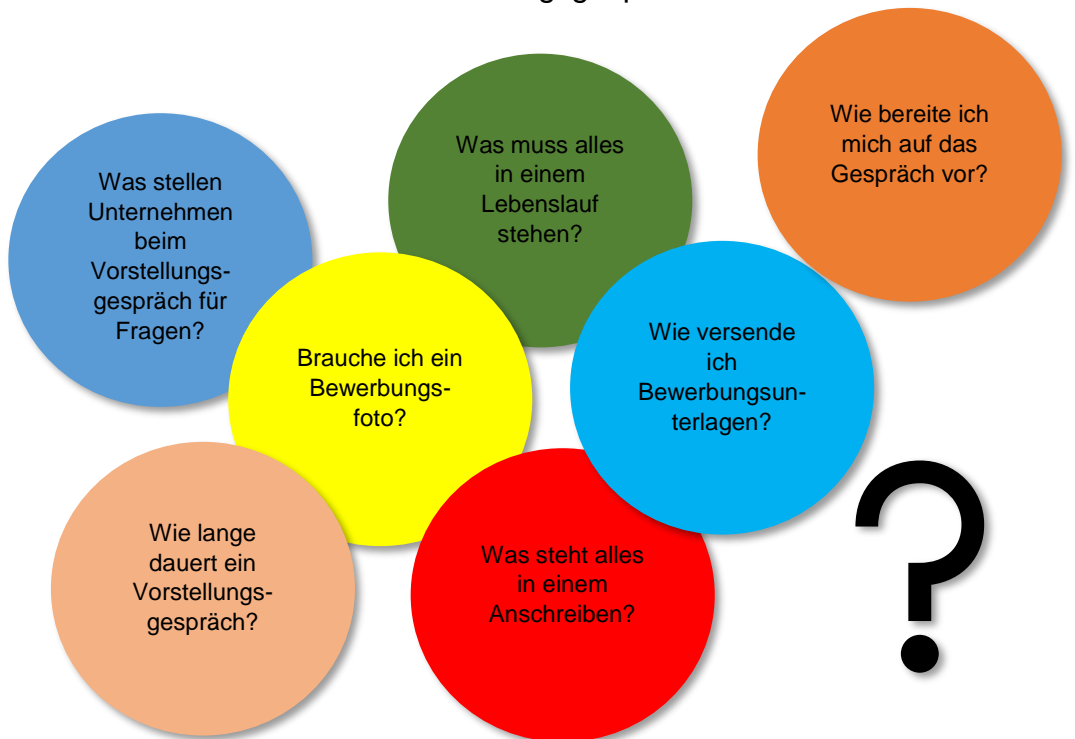 Was stellen
Unternehmen
beim
Vorstellungs-
gespräch für
Fragen?
Was muss alles
in einem
Lebenslauf
stehen?
Wie bereite ich
mich auf das
Gespräch vor?
Brauche ich ein
Bewerbungs-
foto?
Wie versende
ich
Bewerbungsun-
terlagen?
Wie lange
dauert ein
Vorstellungs-
gespräch?
Was steht alles
in einem
Anschreiben?
?